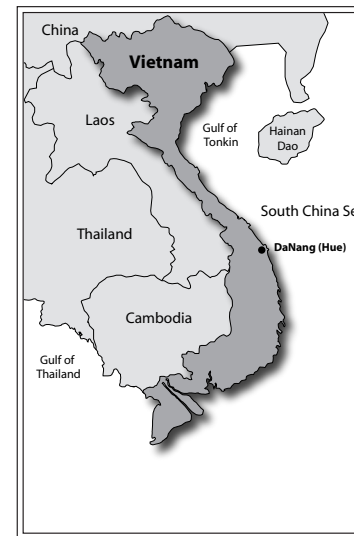 China
Vietnam
Laos
Gulf of
Tonkin
Hainan
Dao
South China Se
Thailand
DaNang (Hue)
Cambodia
Gulf of
Thailand